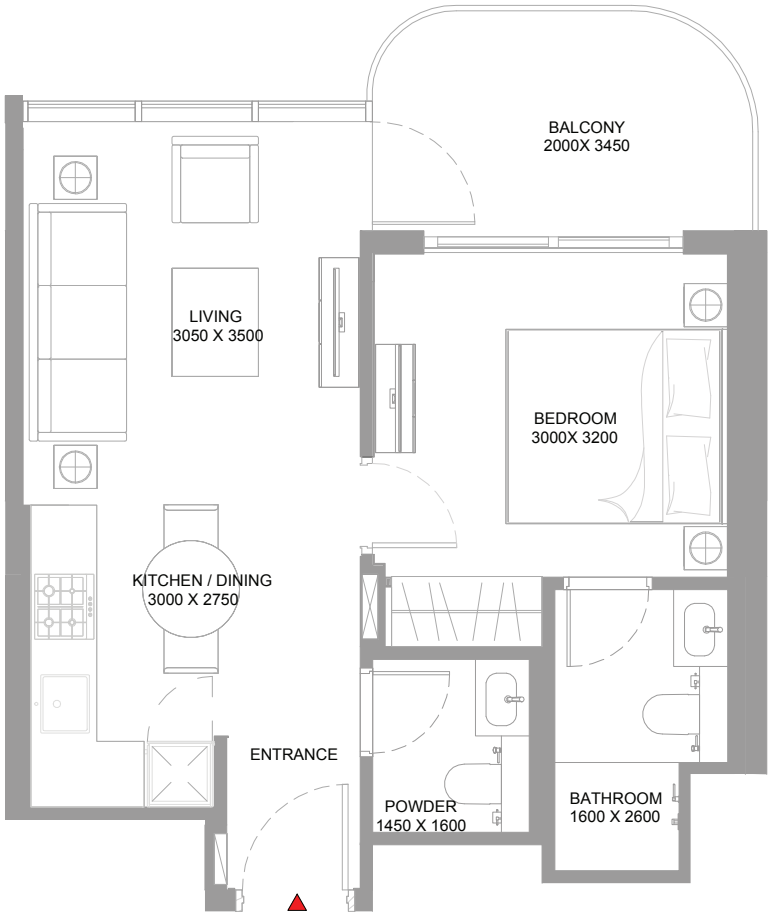 BALCONY
2000X 3450
LIVING
3050 X 3500
BEDROOM
3000X 3200
KITCHEN / DINING
3000 X 2750
ENTRANCE
POWDER
1450 X 1600
BATHROOM
1600 X 2600